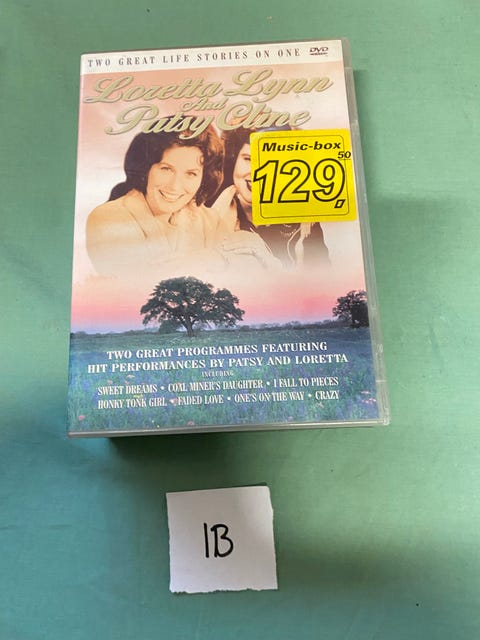 TWO GREAT LIFE STORIES ON ONE DVD
Loretta Lynn
And
Patsy Cline
Music-box
129,50
TWO GREAT PROGRAMMES FEATURING
HIT PERFORMANCES BY PATSY AND LORETTA
INCLUDING
SWEET DREAMS • COAL MINER'S DAUGHTER • I FALL TO PIECES
HONKY TONK GIRL • FADED LOVE • ONE'S ON THE WAY • CRAZY
1B